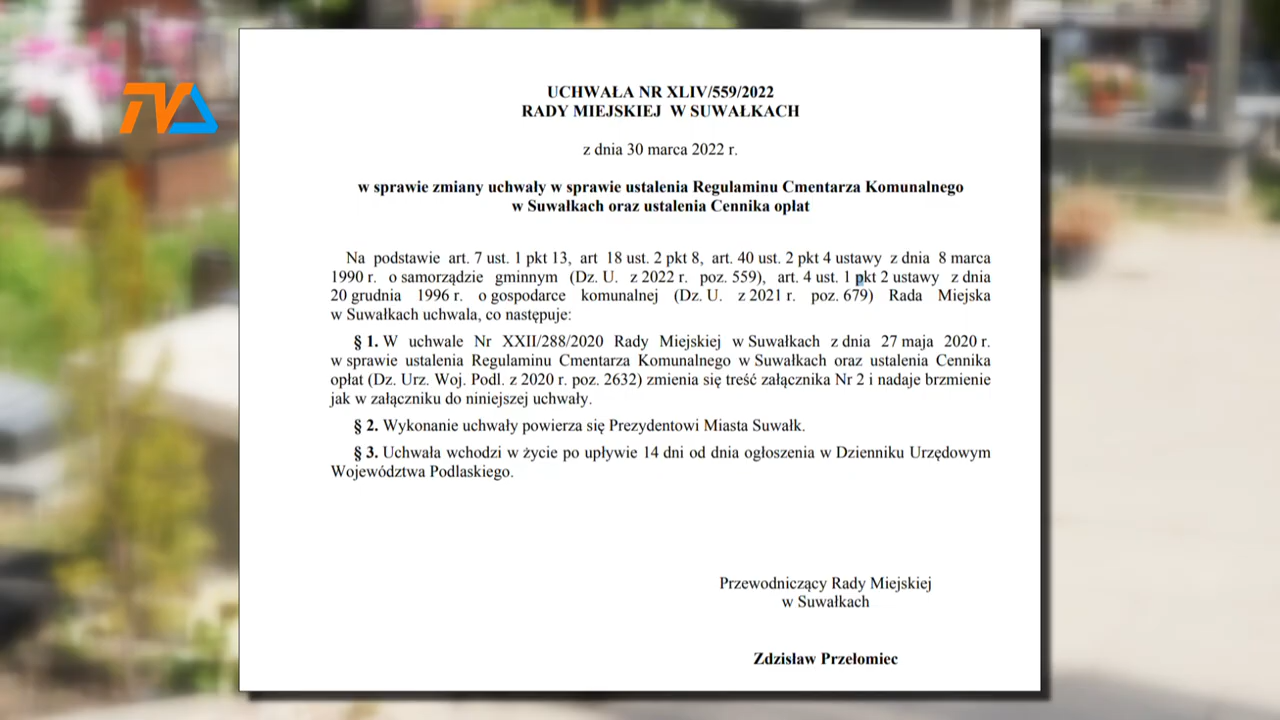 TVA
UCHWAŁA NR XLIV/559/2022
RADY MIEJSKIEJ W SUWAŁKACH
z dnia 30 marca 2022 r.
w sprawie zmiany uchwały w sprawie ustalenia Regulaminu Cmentarza Komunalnego
w Suwałkach oraz ustalenia Cennika opłat
Na podstawie art. 7 ust. 1 pkt 13, art 18 ust. 2 pkt 8, art. 40 ust. 2 pkt 4 ustawy z dnia 8 marca
1990 r. o samorządzie gminnym (Dz. U. z 2022 r. poz. 559), art. 4 ust. 1 pkt 2 ustawy z dnia
20 grudnia 1996 r. o gospodarce komunalnej (Dz. U. z 2021 r. poz. 679) Rada Miejska
w Suwałkach uchwala, co następuje:
§ 1. W uchwale Nr XXII/288/2020 Rady Miejskiej w Suwałkach z dnia 27 maja 2020 r.
w sprawie ustalenia Regulaminu Cmentarza Komunalnego w Suwałkach oraz ustalenia Cennika
opłat (Dz. Urz. Woj. Podl. z 2020 r. poz. 2632) zmienia się treść załącznika Nr 2 i nadaje brzmienie
jak w załączniku do niniejszej uchwały.
§ 2. Wykonanie uchwały powierza się Prezydentowi Miasta Suwałk.
§ 3. Uchwała wchodzi w życie po upływie 14 dni od dnia ogłoszenia w Dzienniku Urzędowym
Województwa Podlaskiego.
Przewodniczący Rady Miejskiej
w Suwałkach
Zdzisław Przełomiec